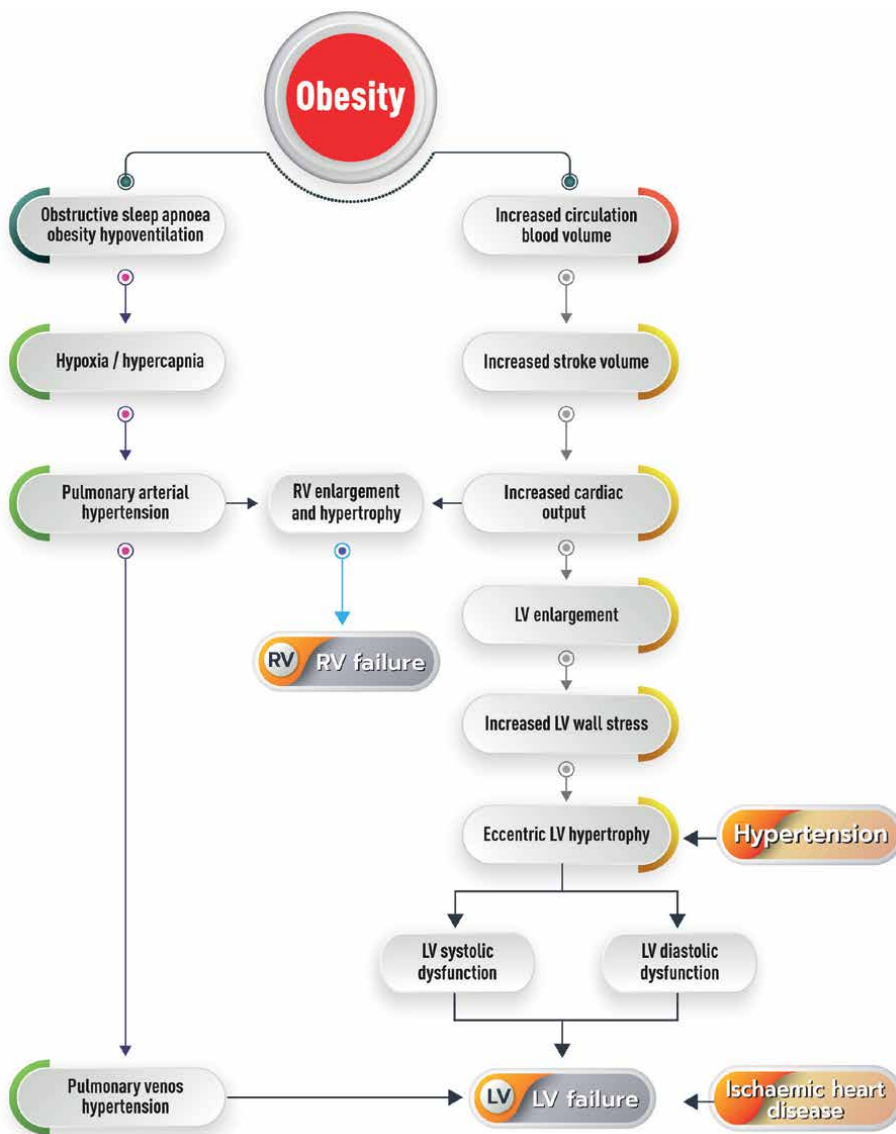 Obesity
Obstructive sleep apnoea
obesity hypoventilation
Increased circulation
blood volume
Hypoxia / hypercapnia
Increased stroke volume
Pulmonary arterial
hypertension
RV enlargement
and hypertrophy
Increased cardiac
output
LV enlargement
RV RV failure
Increased LV wall stress
Eccentric LV hypertrophy
Hypertension
LV systolic
dysfunction
LV diastolic
dysfunction
Pulmonary venos
hypertension
LV LV failure
Ischaemic heart
disease